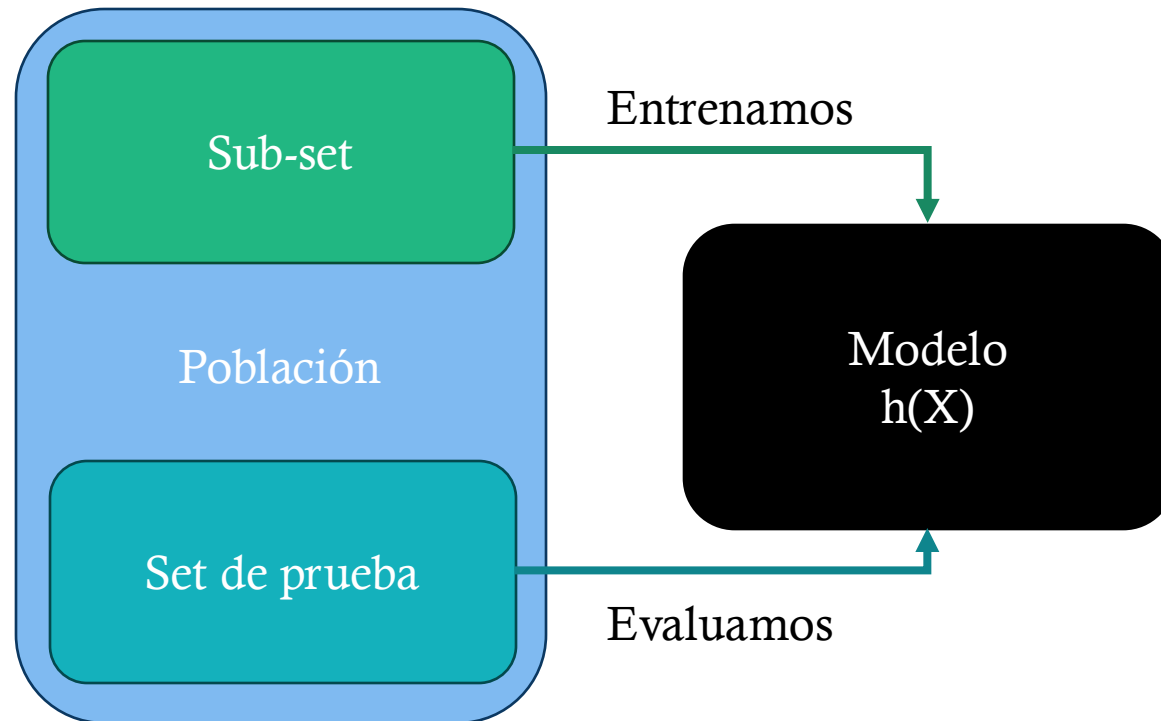 Sub-set
Entrenamos
Población
Modelo
h(X)
Set de prueba
Evaluamos